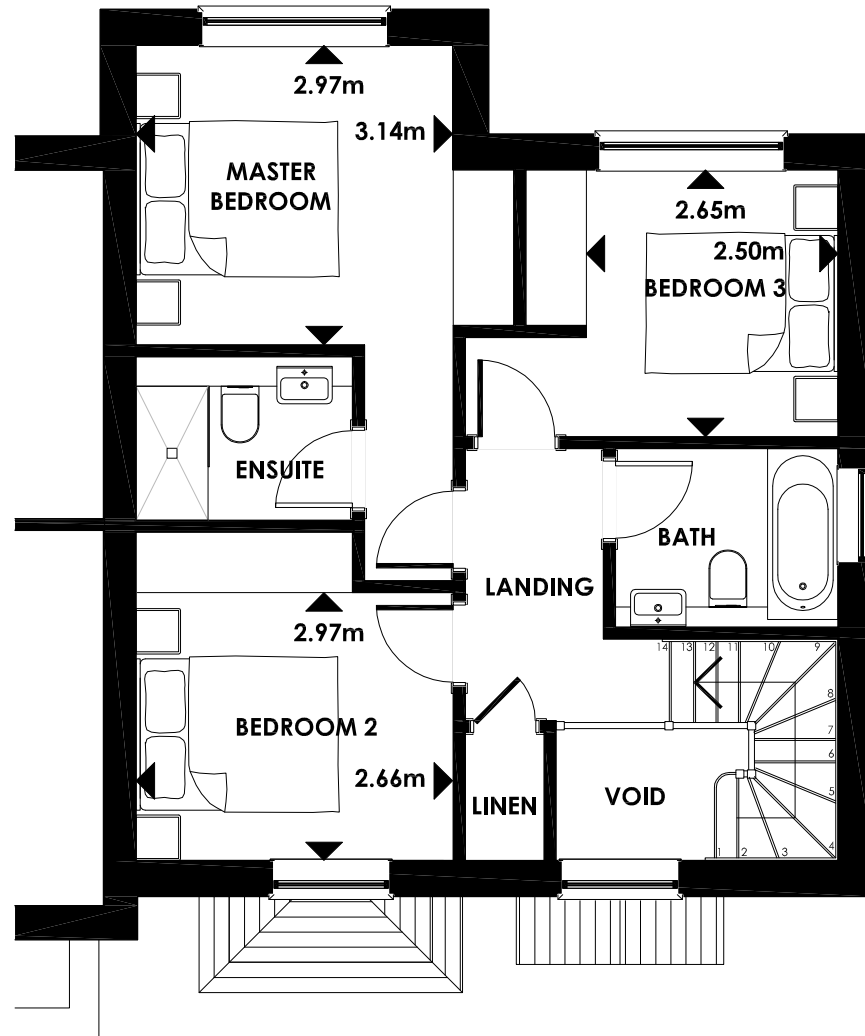 2.97m
3.14m
MASTER
BEDROOM
2.65m
2.50m
BEDROOM 3
ENSUITE
BATH
LANDING
2.97m
14 13 12 11 10 9
8
7
6
5
4
3
2
1
BEDROOM 2
2.66m
LINEN
VOID